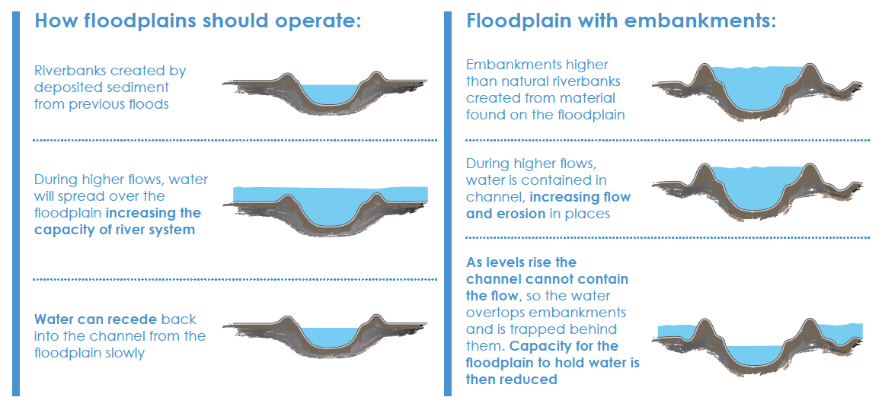 How floodplains should operate:
Riverbanks created by
deposited sediment
from previous floods
During higher flows, water
will spread over the
floodplain increasing the
capacity of river system
Water can recede back
into the channel from the
floodplain slowly
Floodplain with embankments:
Embankments higher
than natural riverbanks
created from material
found on the floodplain
During higher flows,
water is contained in
channel, increasing flow
and erosion in places
As levels rise the
channel cannot contain
the flow, so the water
overtops embankments
and is trapped behind
them. Capacity for the
floodplain to hold water is
then reduced